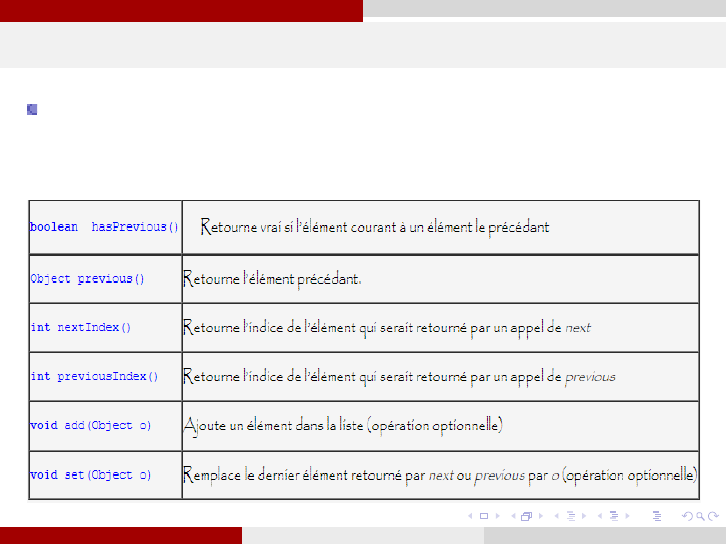 boolean hasPrevious() Retourne vrai si l'élément courant à un élément le précédant
Object previous() Retourne l'élément précédant.
int nextIndex() Retourne l'indice de l'élément qui serait retourné par un appel de next
int previousIndex() Retourne l'indice de l'élément qui serait retourné par un appel de previous
void add(Object o) Ajoute un élément dans la liste (opération optionnelle)
void set(Object o) Remplace le dernier élément retourné par next ou previous par o (opération optionnelle)